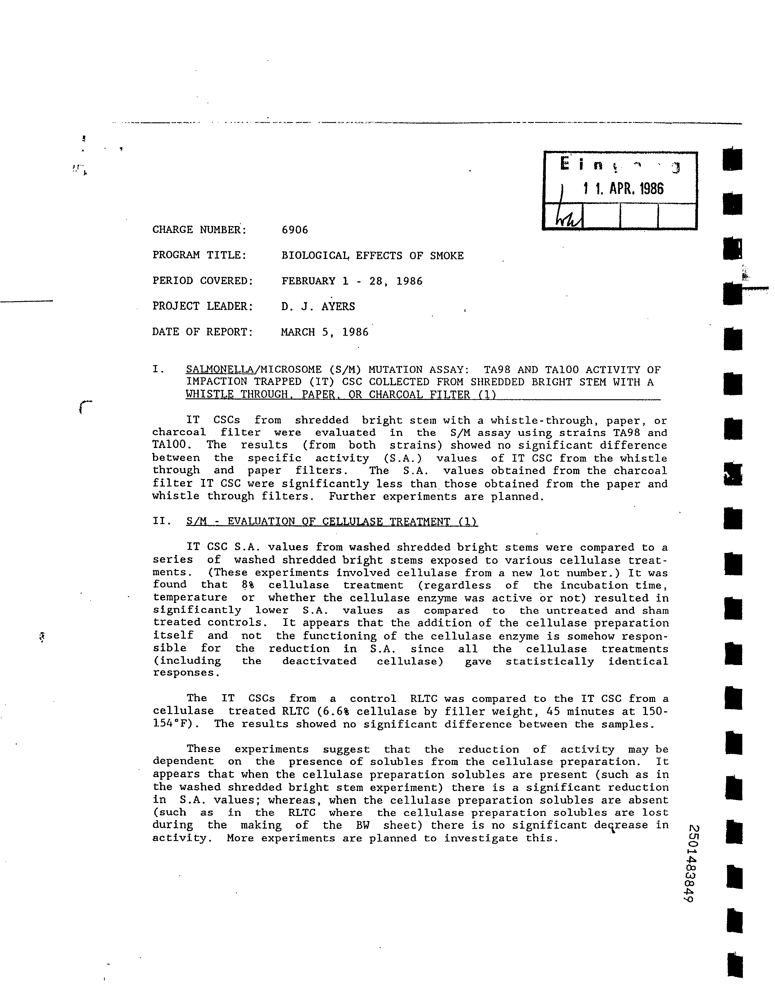 11. APR. 1986
CHARGE NUMBER: 6906
PROGRAM TITLE: BIOLOGICAL EFFECTS OF SMOKE
PERIOD COVERED: FEBRUARY 1 - 28, 1986
PROJECT LEADER: D. J. AYERS
DATE OF REPORT: MARCH 5, 1986
I. SALMONELLA/MICROSOME (S/M) MUTATION ASSAY: TA98 AND TA100 ACTIVITY OF
IMPACTION TRAPPED (IT) CSC COLLECTED FROM SHREDDED BRIGHT STEM WITH A
WHISTLE THROUGH, PAPER, OR CHARCOAL FILTER (1)
IT CSCs from shredded bright stem with a whistle-through, paper, or
charcoal filter were evaluated in the S/M assay using strains TA98 and
TA100. The results (from both strains) showed no significant difference
between the specific activity (S.A.) values of IT CSC from the whistle
through and paper filters. The S.A. values obtained from the charcoal
filter IT CSC were significantly less than those obtained from the paper and
whistle through filters. Further experiments are planned.
II. S/M - EVALUATION OF CELLULASE TREATMENT (1)
IT CSC S.A. values from washed shredded bright stems were compared to a
series of washed shredded bright stems exposed to various cellulase treat-
ments. (These experiments involved cellulase from a new lot number.) It was
found that 8% cellulase treatment (regardless of the incubation time,
temperature or whether the cellulase enzyme was active or not) resulted in
significantly lower S.A. values as compared to the untreated and sham
treated controls. It appears that the addition of the cellulase preparation
itself and not the functioning of the cellulase enzyme is somehow respon-
sible for the reduction in S.A. since all the cellulase treatments
(including the deactivated cellulase) gave statistically identical
responses.
The IT CSCs from a control RLTC was compared to the IT CSC from a
cellulase treated RLTC (6.6% cellulase by filler weight, 45 minutes at 150-
154°F). The results showed no significant difference between the samples.
These experiments suggest that the reduction of activity may be
dependent on the presence of solubles from the cellulase preparation. It
appears that when the cellulase preparation solubles are present (such as in
the washed shredded bright stem experiment) there is a significant reduction
in S.A. values; whereas, when the cellulase preparation solubles are absent
(such as in the RLTC where the cellulase preparation solubles are lost
during the making of the BW sheet) there is no significant decrease in
activity. More experiments are planned to investigate this.
2501483849